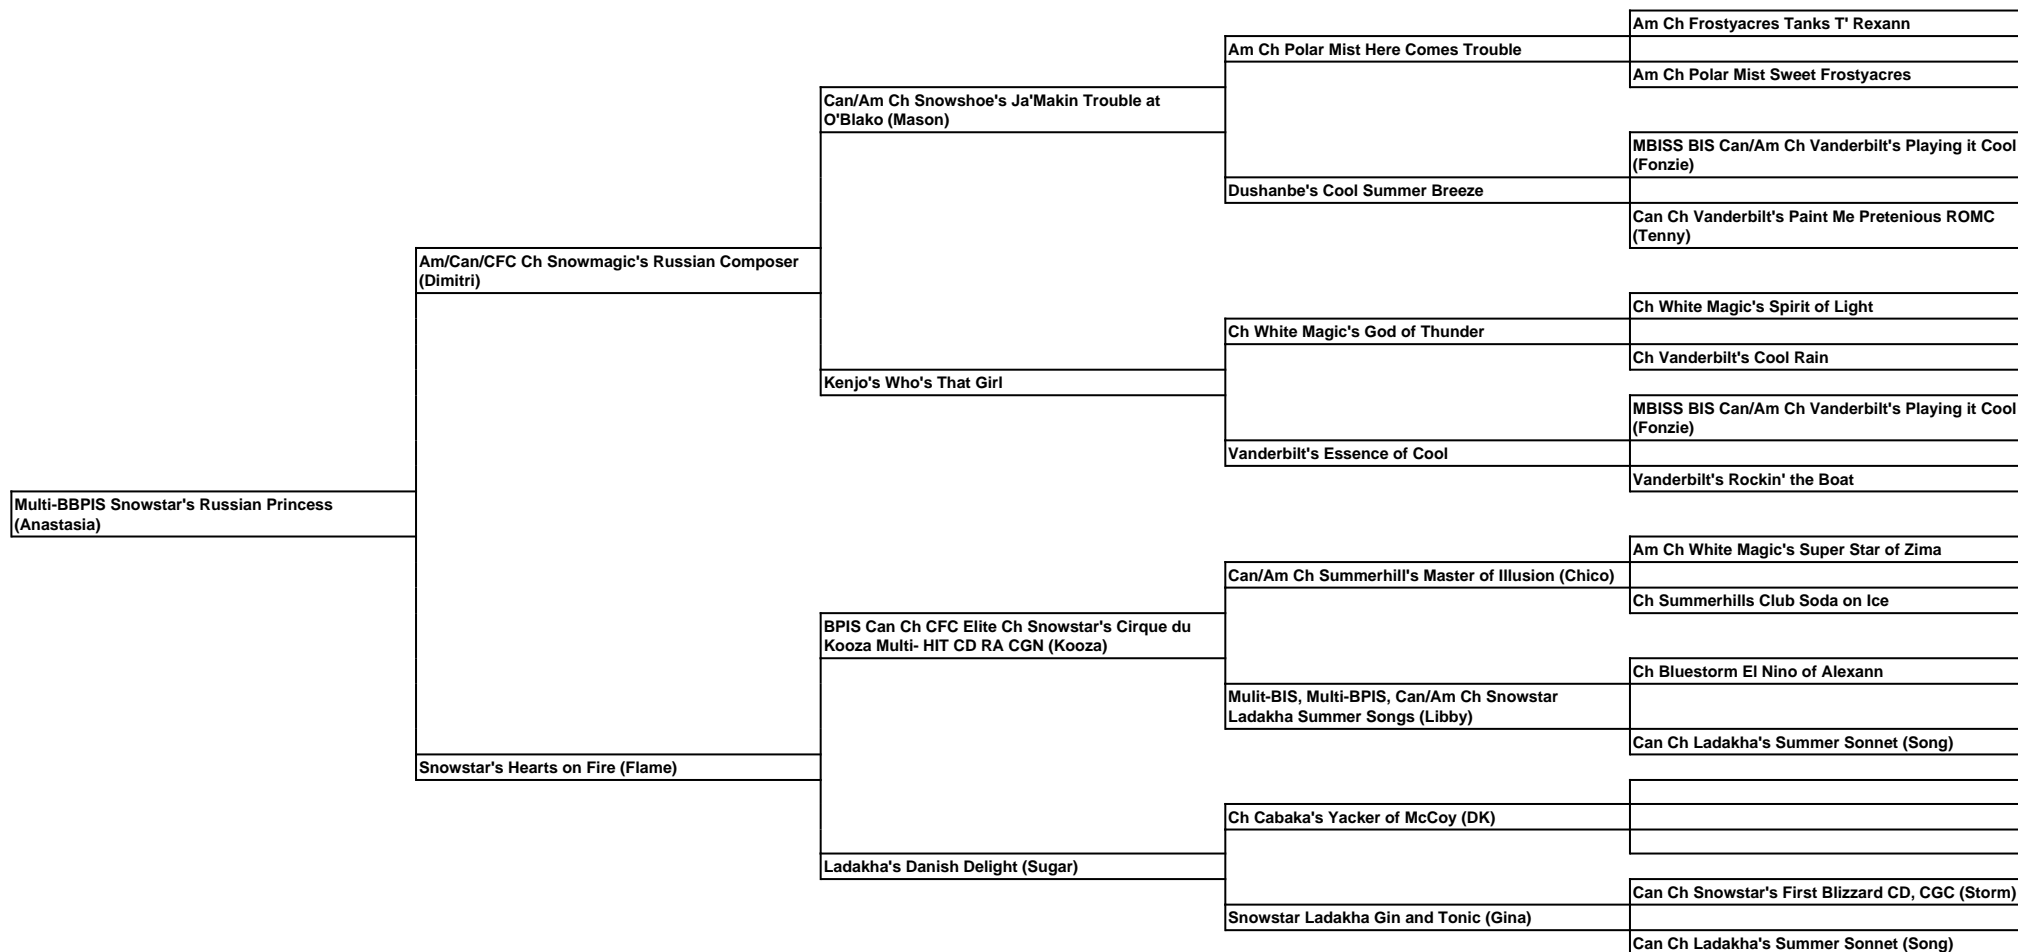 Am Ch Frostyacres Tanks T' Rexann
Am Ch Polar Mist Here Comes Trouble
Am Ch Polar Mist Sweet Frostyacres
Can/Am Ch Snowshoe's Ja'Makin Trouble at
O'Blako (Mason)
MBISS BIS Can/Am Ch Vanderbilt's Playing it Cool
(Fonzie)
Dushanbe's Cool Summer Breeze
Can Ch Vanderbilt's Paint Me Pretenious ROMC
(Tenny)
Am/Can/CFC Ch Snowmagic's Russian Composer
(Dimitri)
Ch White Magic's Spirit of Light
Ch White Magic's God of Thunder
Ch Vanderbilt's Cool Rain
Kenjo's Who's That Girl
MBISS BIS Can/Am Ch Vanderbilt's Playing it Cool
(Fonzie)
Vanderbilt's Essence of Cool
Vanderbilt's Rockin' the Boat
Multi-BBPIS Snowstar's Russian Princess
(Anastasia)
Am Ch White Magic's Super Star of Zima
Can/Am Ch Summerhill's Master of Illusion (Chico)
Ch Summerhills Club Soda on Ice
BPIS Can Ch CFC Elite Ch Snowstar's Cirque du
Kooza Multi- HIT CD RA CGN (Kooza)
Ch Bluestorm El Nino of Alexann
Mulit-BIS, Multi-BPIS, Can/Am Ch Snowstar
Ladakha Summer Songs (Libby)
Can Ch Ladakha's Summer Sonnet (Song)
Snowstar's Hearts on Fire (Flame)
Ch Cabaka's Yacker of McCoy (DK)
Ladakha's Danish Delight (Sugar)
Can Ch Snowstar's First Blizzard CD, CGC (Storm)
Snowstar Ladakha Gin and Tonic (Gina)
Can Ch Ladakha's Summer Sonnet (Song)